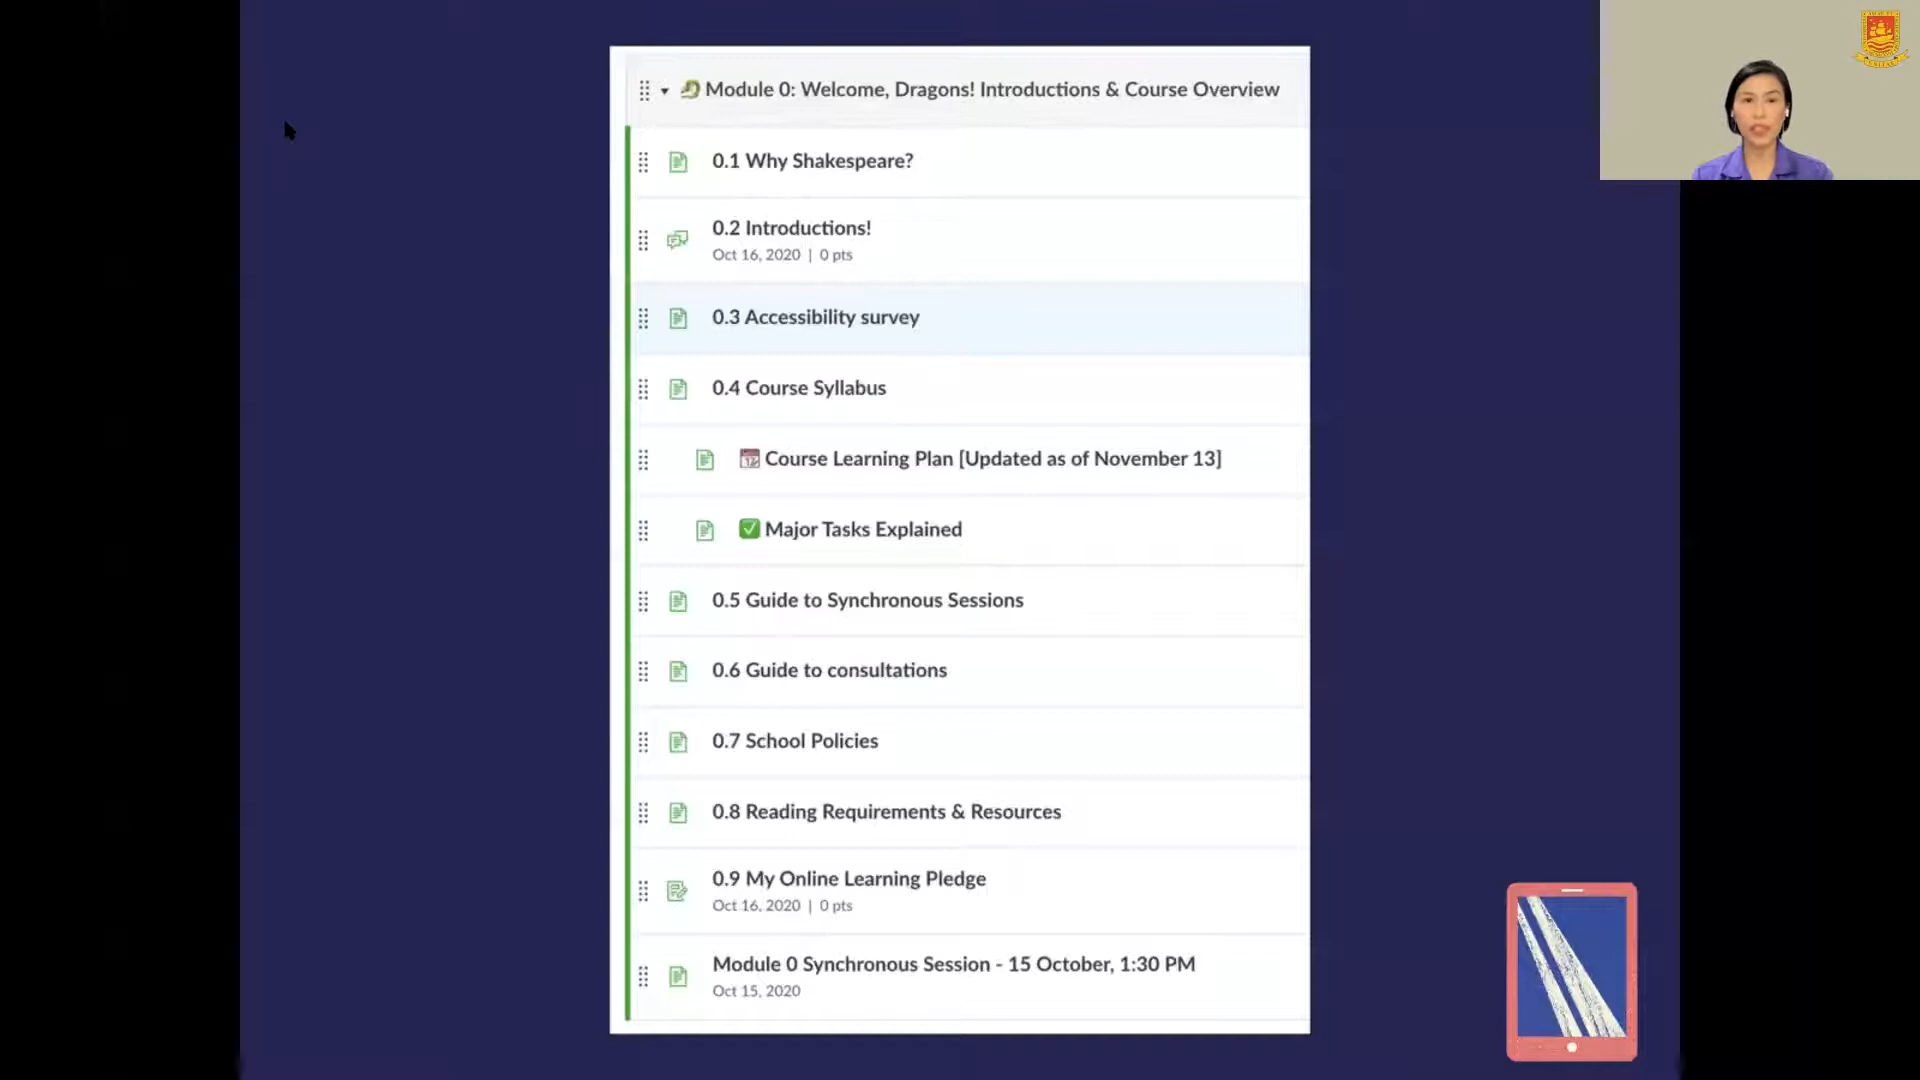 Module 0: Welcome, Dragons! Introductions & Course Overview
0.1 Why Shakespeare?
0.2 Introductions!
Oct 16, 2020 | 0 pts
0.3 Accessibility survey
0.4 Course Syllabus
Course Learning Plan [Updated as of November 13]
Major Tasks Explained
0.5 Guide to Synchronous Sessions
0.6 Guide to consultations
0.7 School Policies
0.8 Reading Requirements & Resources
0.9 My Online Learning Pledge
Oct 16, 2020 | 0 pts
Module 0 Synchronous Session - 15 October, 1:30 PM
Oct 15, 2020